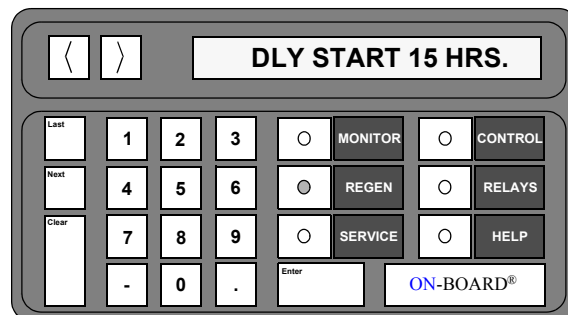 〈 〉 DLY START 15 HRS.
Last 1 2 3 MONITOR CONTROL
Next 4 5 6 REGEN RELAYS
Clear 7 8 9 SERVICE HELP
- 0 . Enter ON-BOARD®